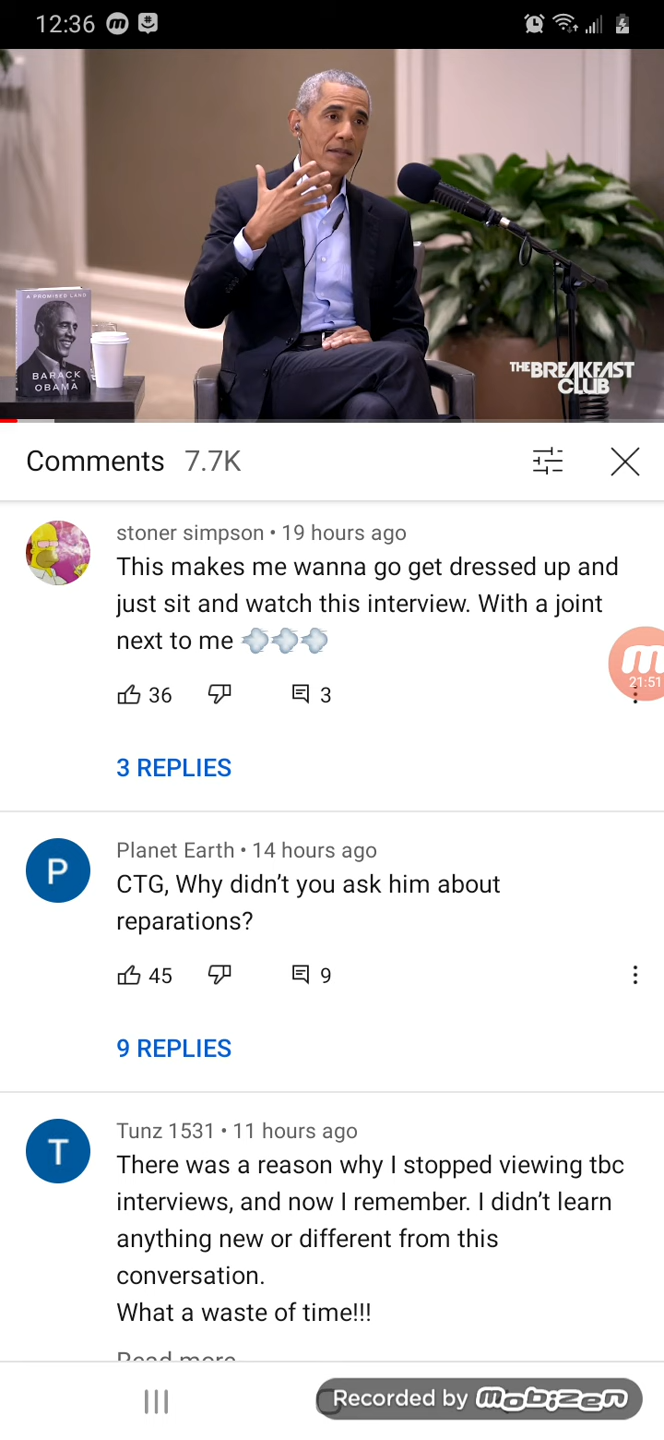 12:36
A PROMISED LAND
BARACK
OBAMA
THE BREAKFAST
CLUB
Comments 7.7K
stoner simpson • 19 hours ago
This makes me wanna go get dressed up and
just sit and watch this interview. With a joint
next to me 💨💨💨
36 3
21:51
3 REPLIES
P
Planet Earth • 14 hours ago
CTG, Why didn’t you ask him about
reparations?
45 9
9 REPLIES
T
Tunz 1531 • 11 hours ago
There was a reason why I stopped viewing tbc
interviews, and now I remember. I didn’t learn
anything new or different from this
conversation.
What a waste of time!!!
Read more
Recorded by mobizen